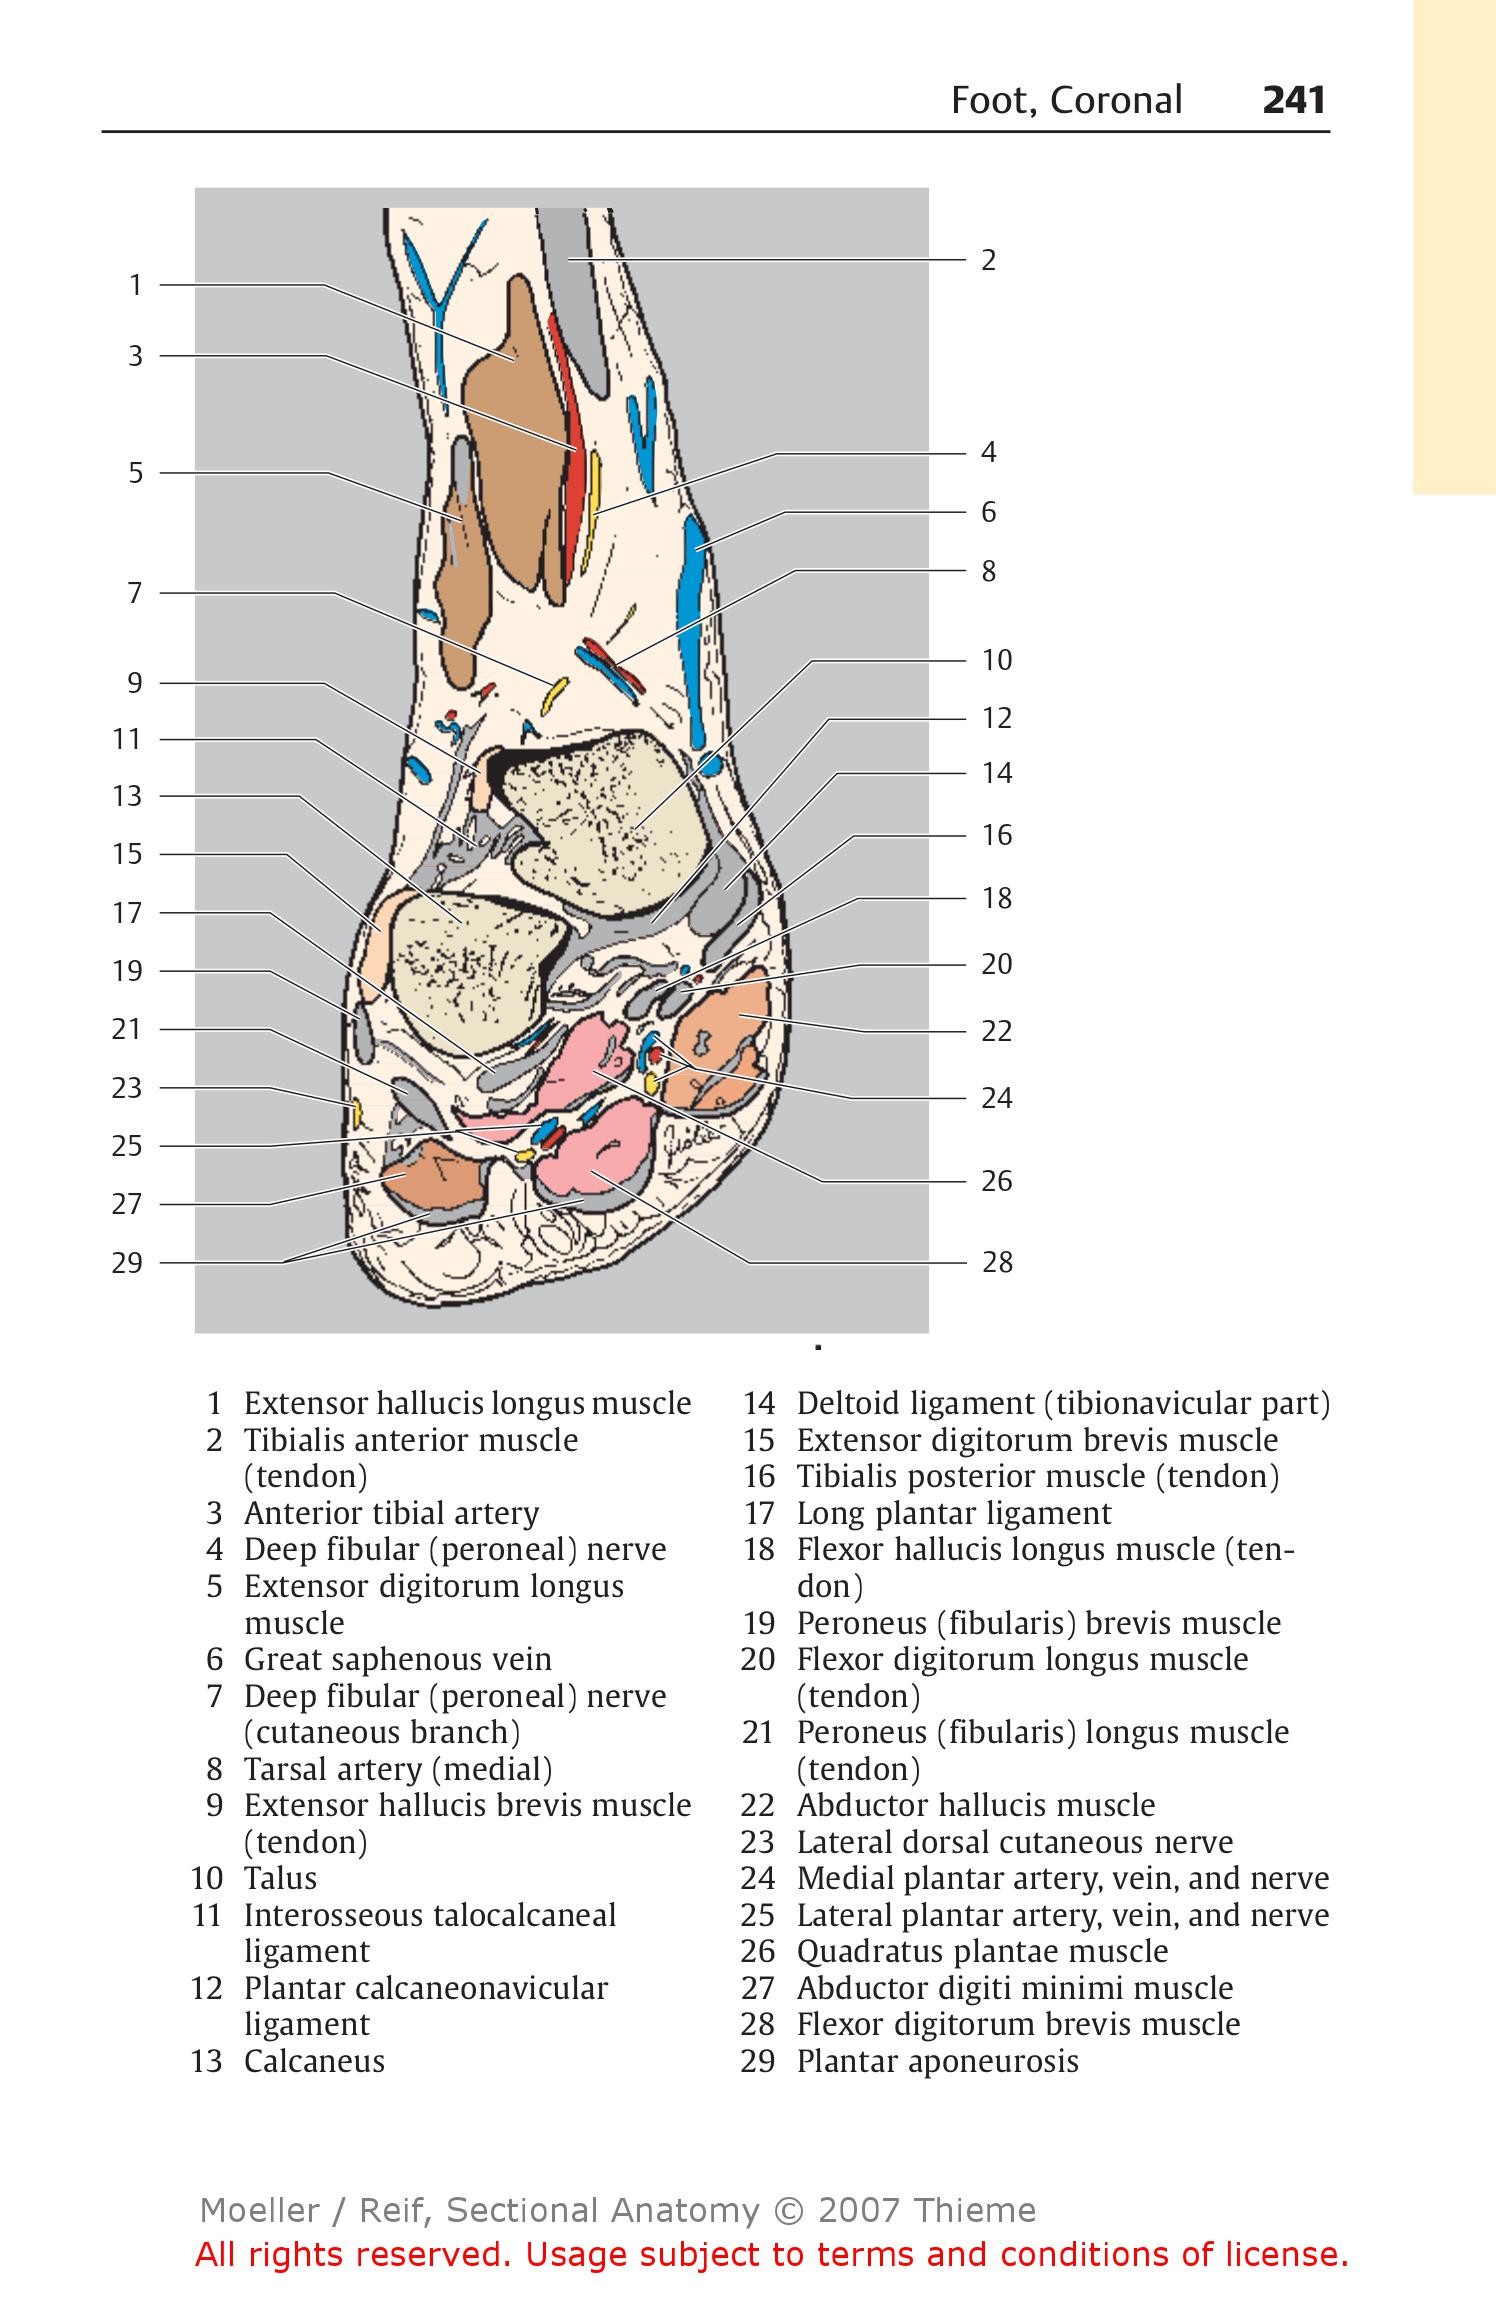 Foot, Coronal 241
1
2
3
4
5
6
7
8
9
10
11
12
13
14
15
16
17
18
19
20
21
22
23
24
25
26
27
28
29
1 Extensor hallucis longus muscle
2 Tibialis anterior muscle
(tendon)
3 Anterior tibial artery
4 Deep fibular (peroneal) nerve
5 Extensor digitorum longus
muscle
6 Great saphenous vein
7 Deep fibular (peroneal) nerve
(cutaneous branch)
8 Tarsal artery (medial)
9 Extensor hallucis brevis muscle
(tendon)
10 Talus
11 Interosseous talocalcaneal
ligament
12 Plantar calcaneonavicular
ligament
13 Calcaneus
14 Deltoid ligament (tibionavicular part)
15 Extensor digitorum brevis muscle
16 Tibialis posterior muscle (tendon)
17 Long plantar ligament
18 Flexor hallucis longus muscle (ten-
don)
19 Peroneus (fibularis) brevis muscle
20 Flexor digitorum longus muscle
(tendon)
21 Peroneus (fibularis) longus muscle
(tendon)
22 Abductor hallucis muscle
23 Lateral dorsal cutaneous nerve
24 Medial plantar artery, vein, and nerve
25 Lateral plantar artery, vein, and nerve
26 Quadratus plantae muscle
27 Abductor digiti minimi muscle
28 Flexor digitorum brevis muscle
29 Plantar aponeurosis
Moeller / Reif, Sectional Anatomy © 2007 Thieme
All rights reserved. Usage subject to terms and conditions of license.